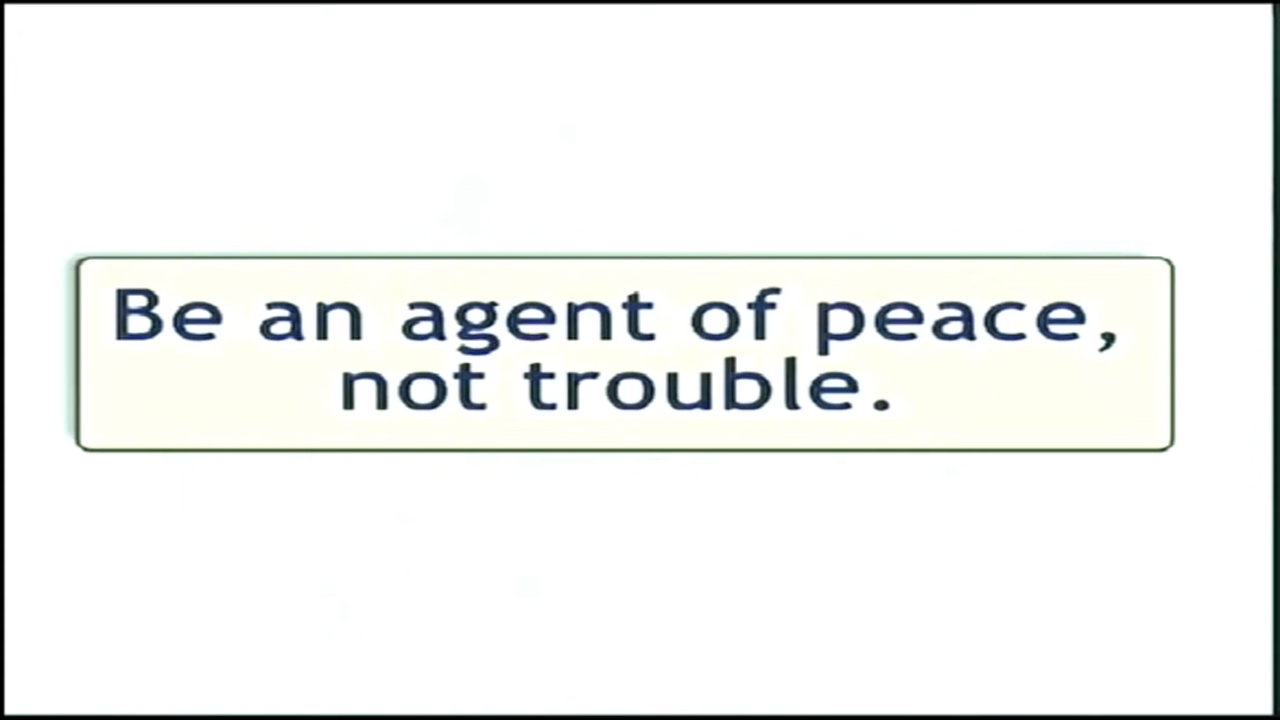 Be an agent of peace,
not trouble.